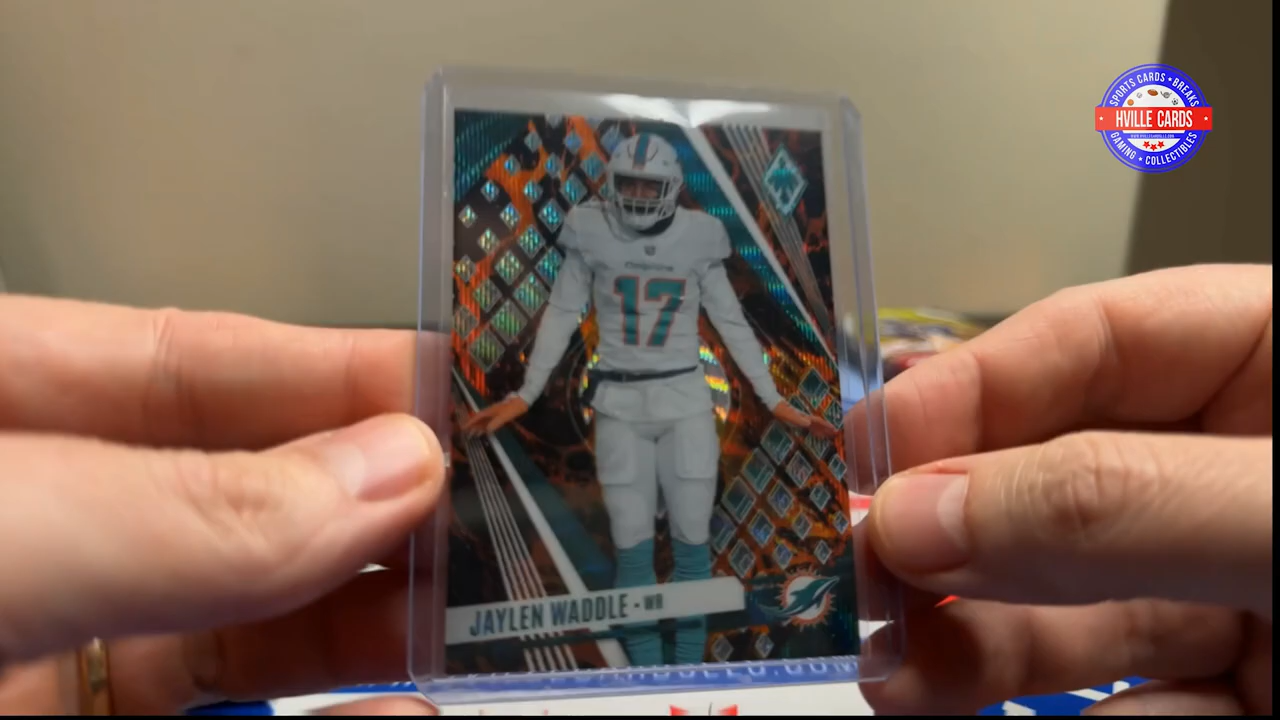 SPORTS CARDS • BREAKS
HVILLE CARDS
GAMING • COLLECTIBLES
17
JAYLEN WADDLE • WR